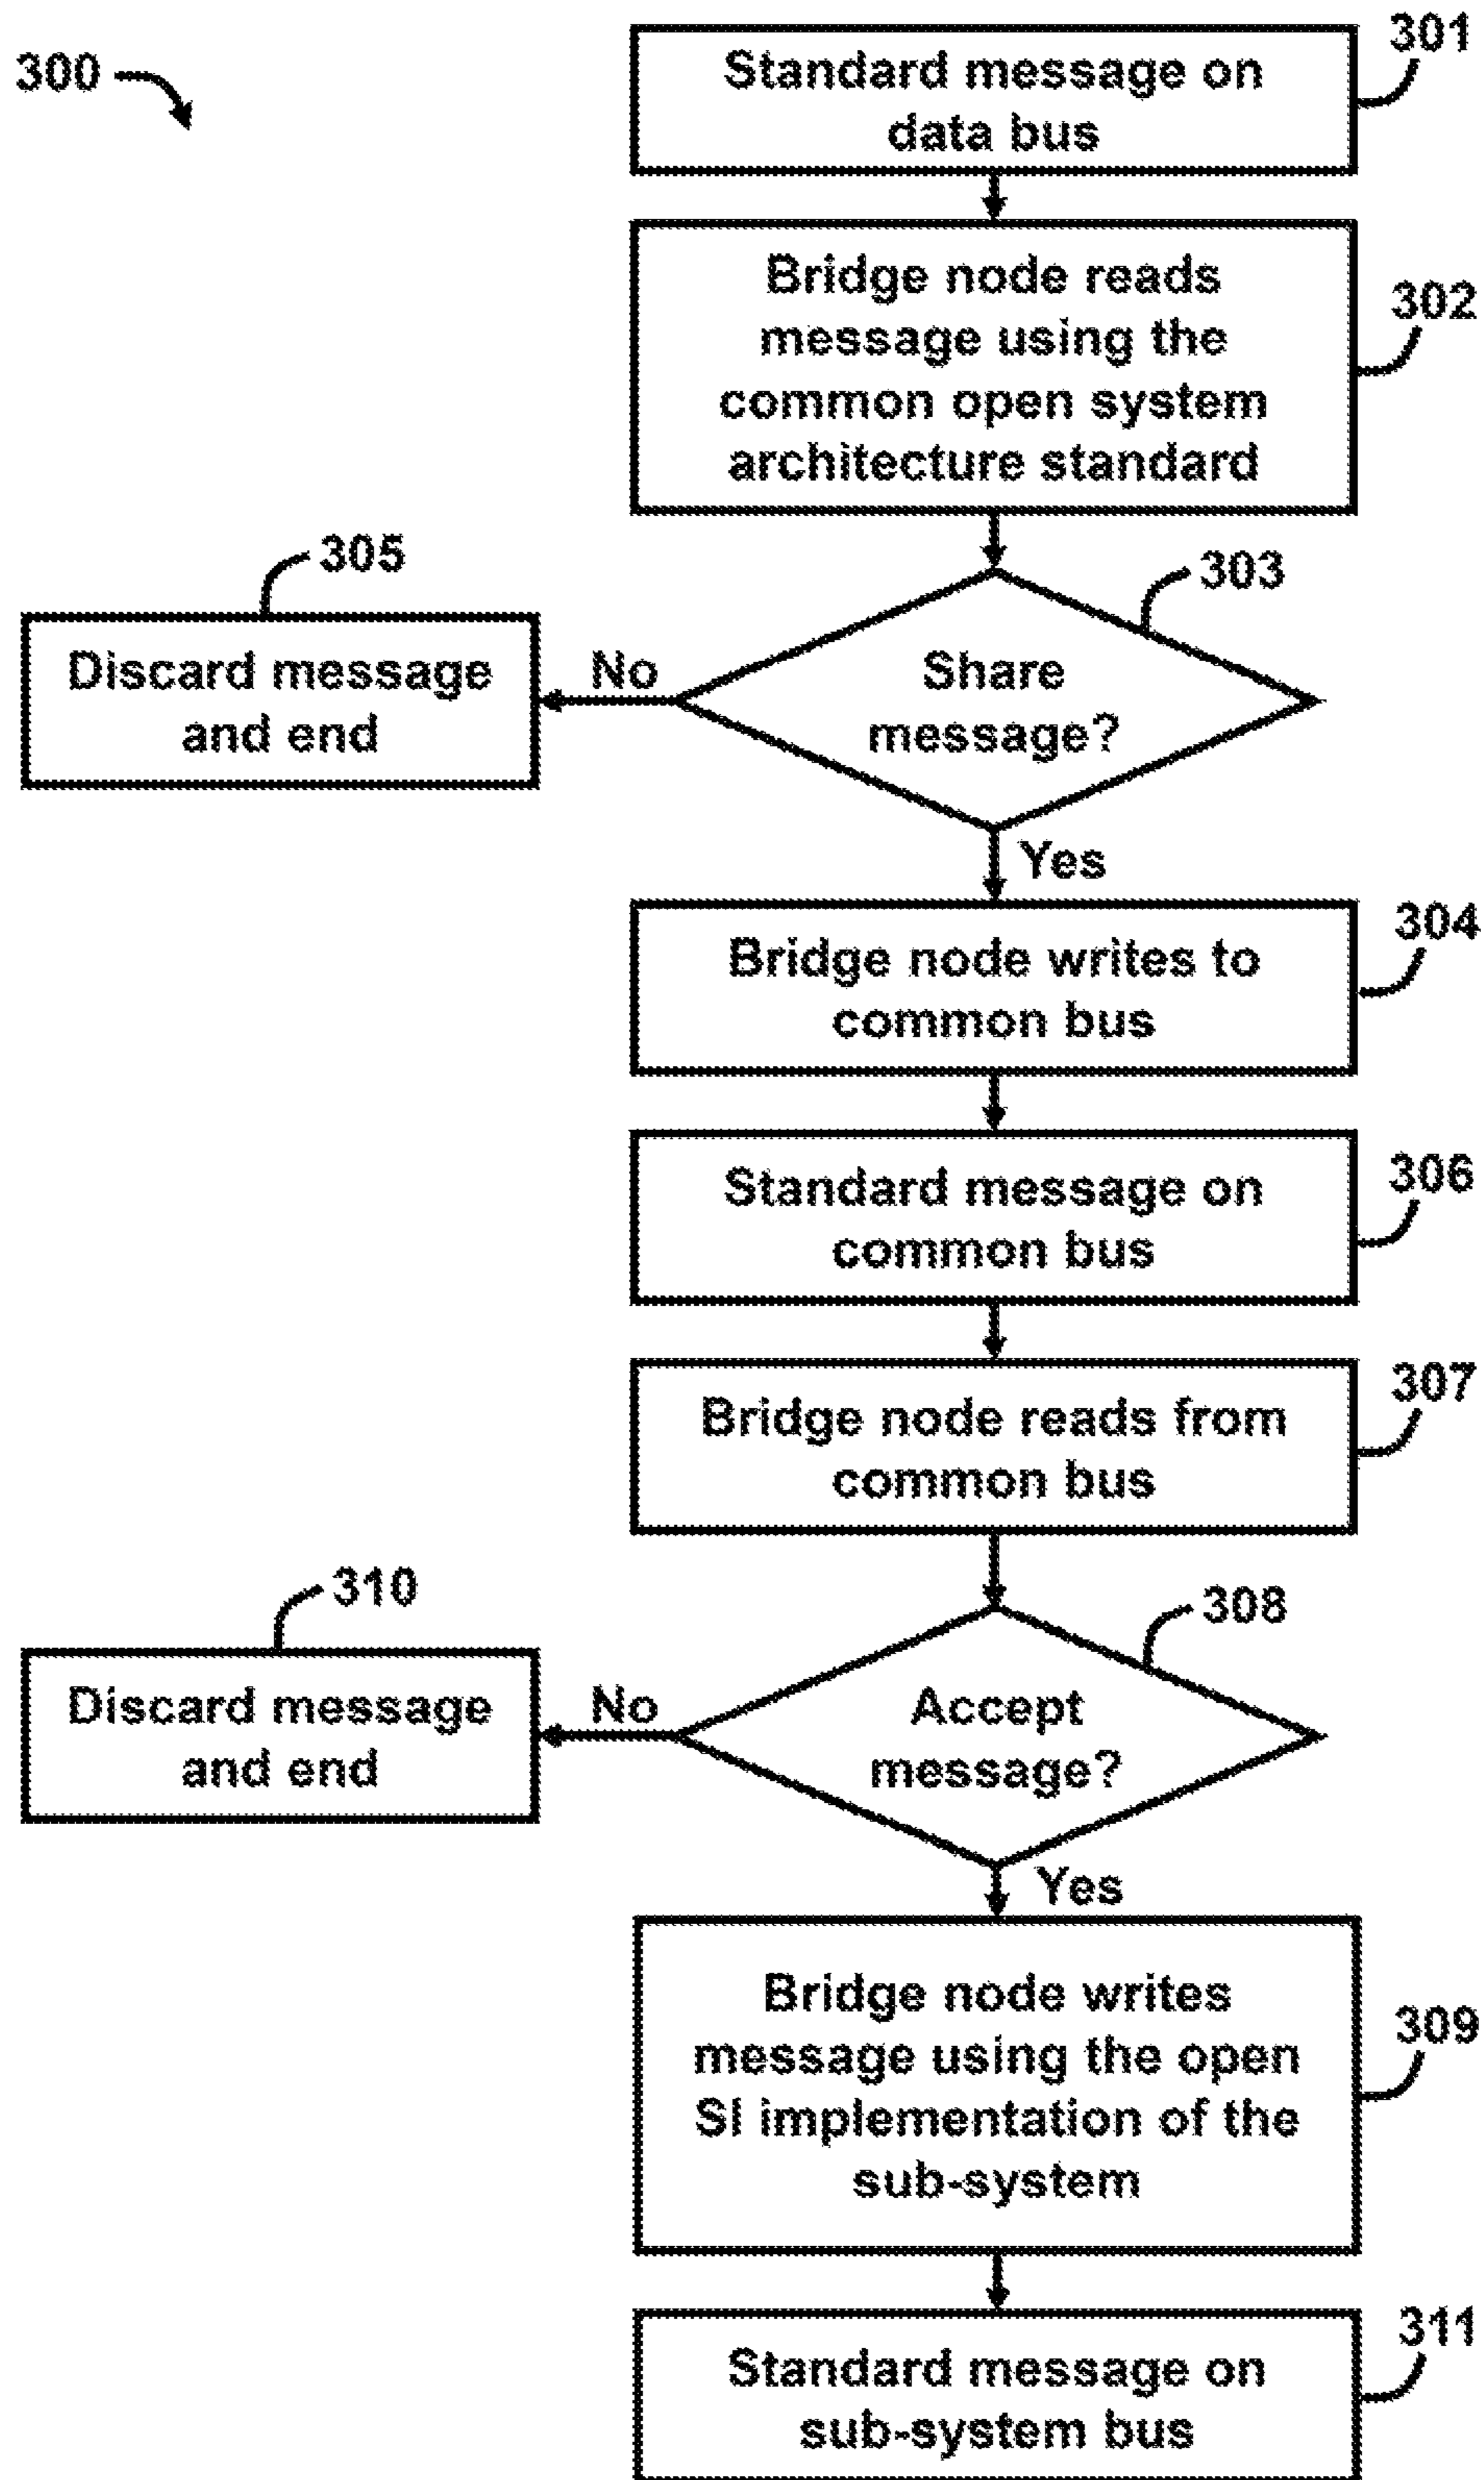 300
301
Standard message on
data bus
302
Bridge node reads
message using the
common open system
architecture standard
305
303
Discard message
and end
No
Share
message?
Yes
304
Bridge node writes to
common bus
306
Standard message on
common bus
307
Bridge node reads from
common bus
310
308
Discard message
and end
No
Accept
message?
Yes
309
Bridge node writes
message using the open
SI implementation of the
sub-system
311
Standard message on
sub-system bus